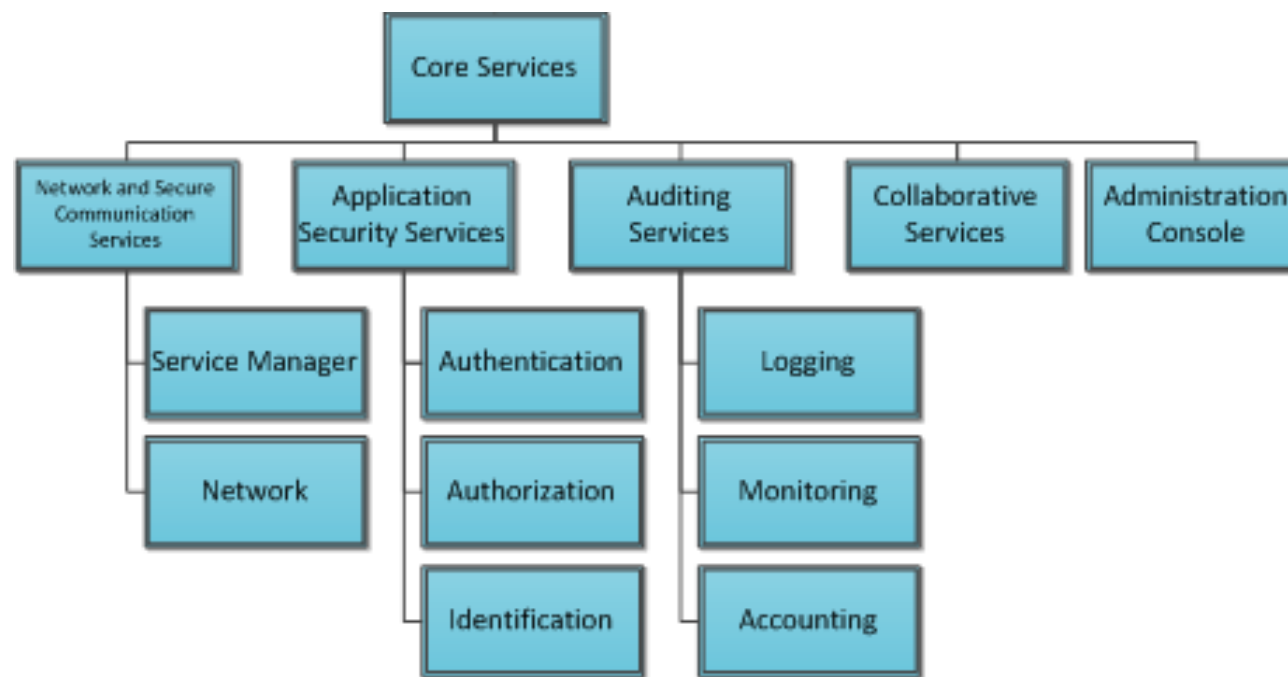 Core Services
Network and Secure
Communication
Services
Application
Security Services
Auditing
Services
Collaborative
Services
Administration
Console
Service Manager
Authentication
Logging
Network
Authorization
Monitoring
Identification
Accounting